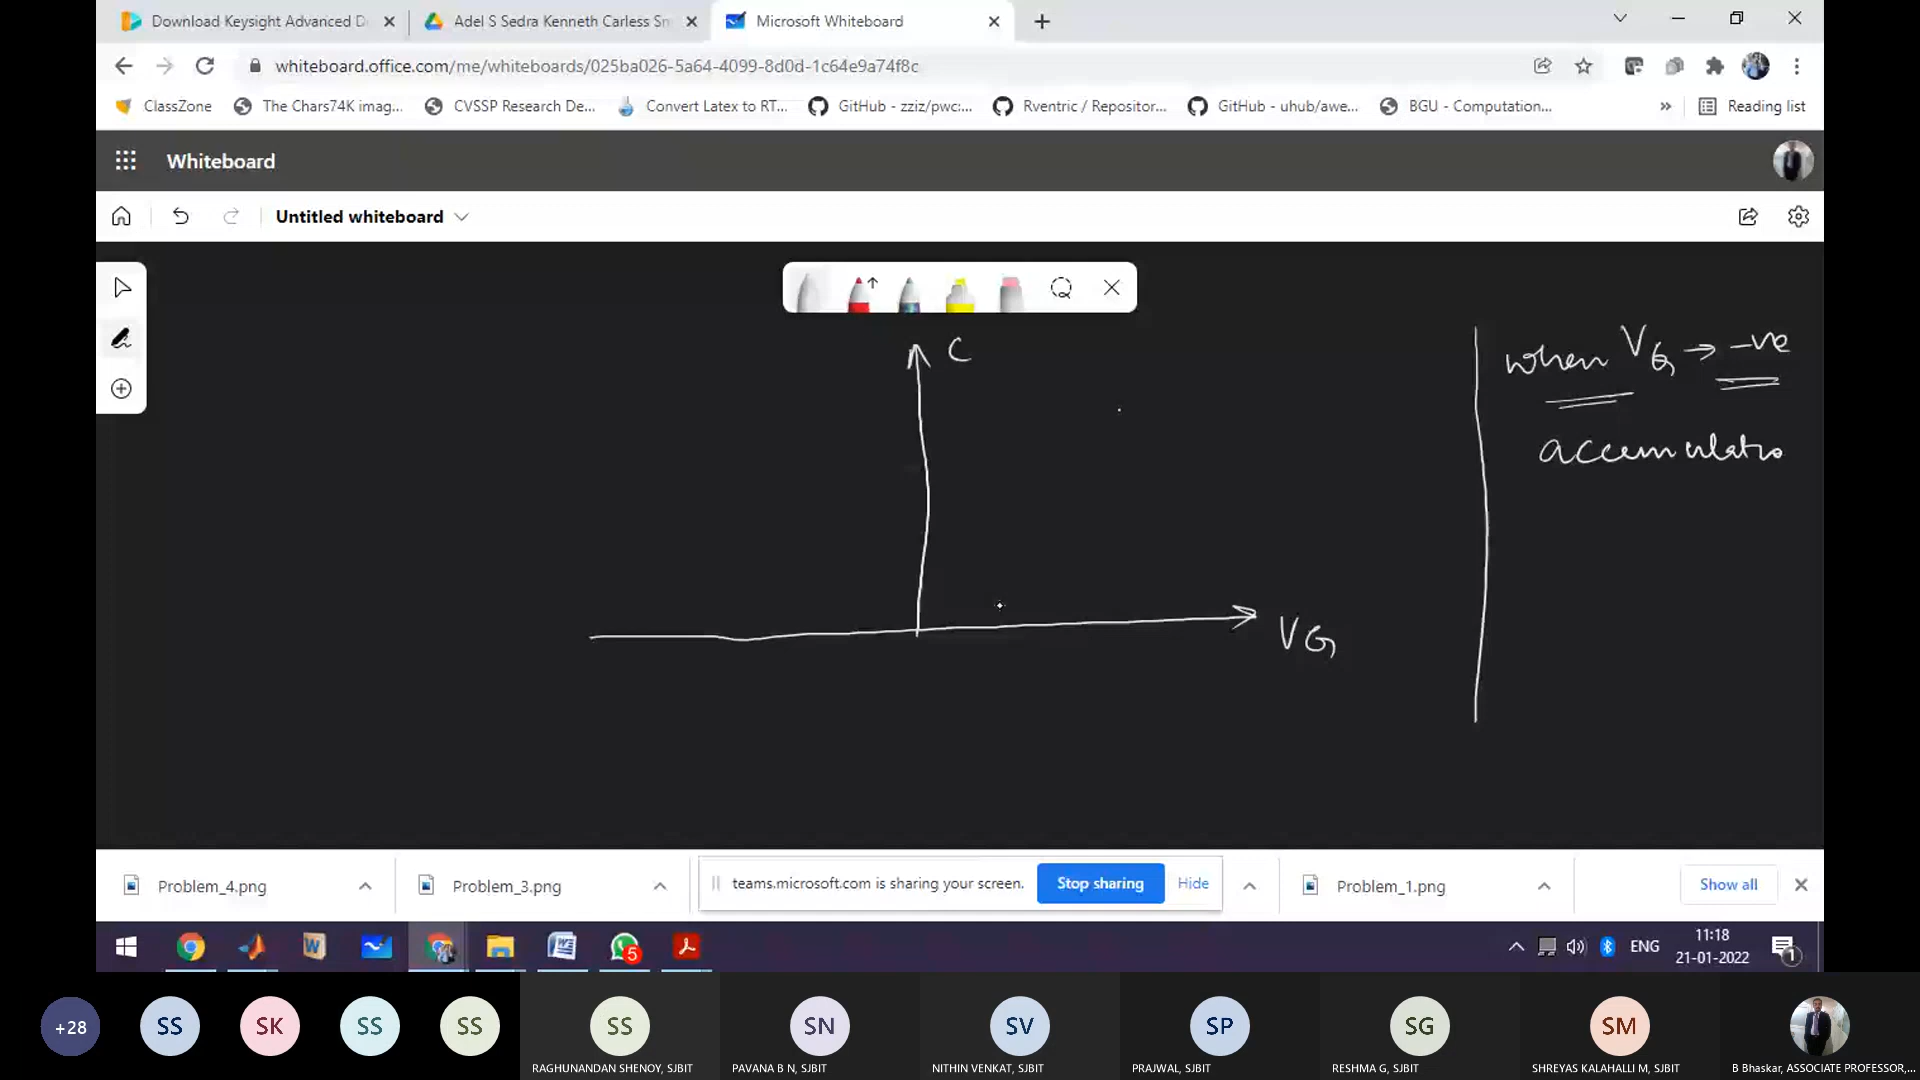 Download Keysight Advanced D
Adel S Sedra Kenneth Carless Sm
Microsoft Whiteboard
whiteboard.office.com/me/whiteboards/025ba026-5a64-4099-8d0d-1c64e9a74f8c
ClassZone
The Chars74K imag...
CVSSP Research De...
Convert Latex to RT...
GitHub - zziz/pwc:...
Rventric / Repositor...
GitHub - uhub/awe...
BGU - Computation...
»
Reading list
Whiteboard
Untitled whiteboard
C
when VG → -ve
accumulatio
VG
Problem_4.png
Problem_3.png
teams.microsoft.com is sharing your screen.
Stop sharing
Hide
Problem_1.png
Show all
5
ENG
11:18
21-01-2022
1
+28
SS
SK
SS
SS
SS
SN
SV
SP
SG
SM
RAGHUNANDAN SHENOY, SJBIT
PAVANA B N, SJBIT
NITHIN VENKAT, SJBIT
PRAJWAL, SJBIT
RESHMA G, SJBIT
SHREYAS KALAHALLI M, SJBIT
B Bhaskar, ASSOCIATE PROFESSOR,...